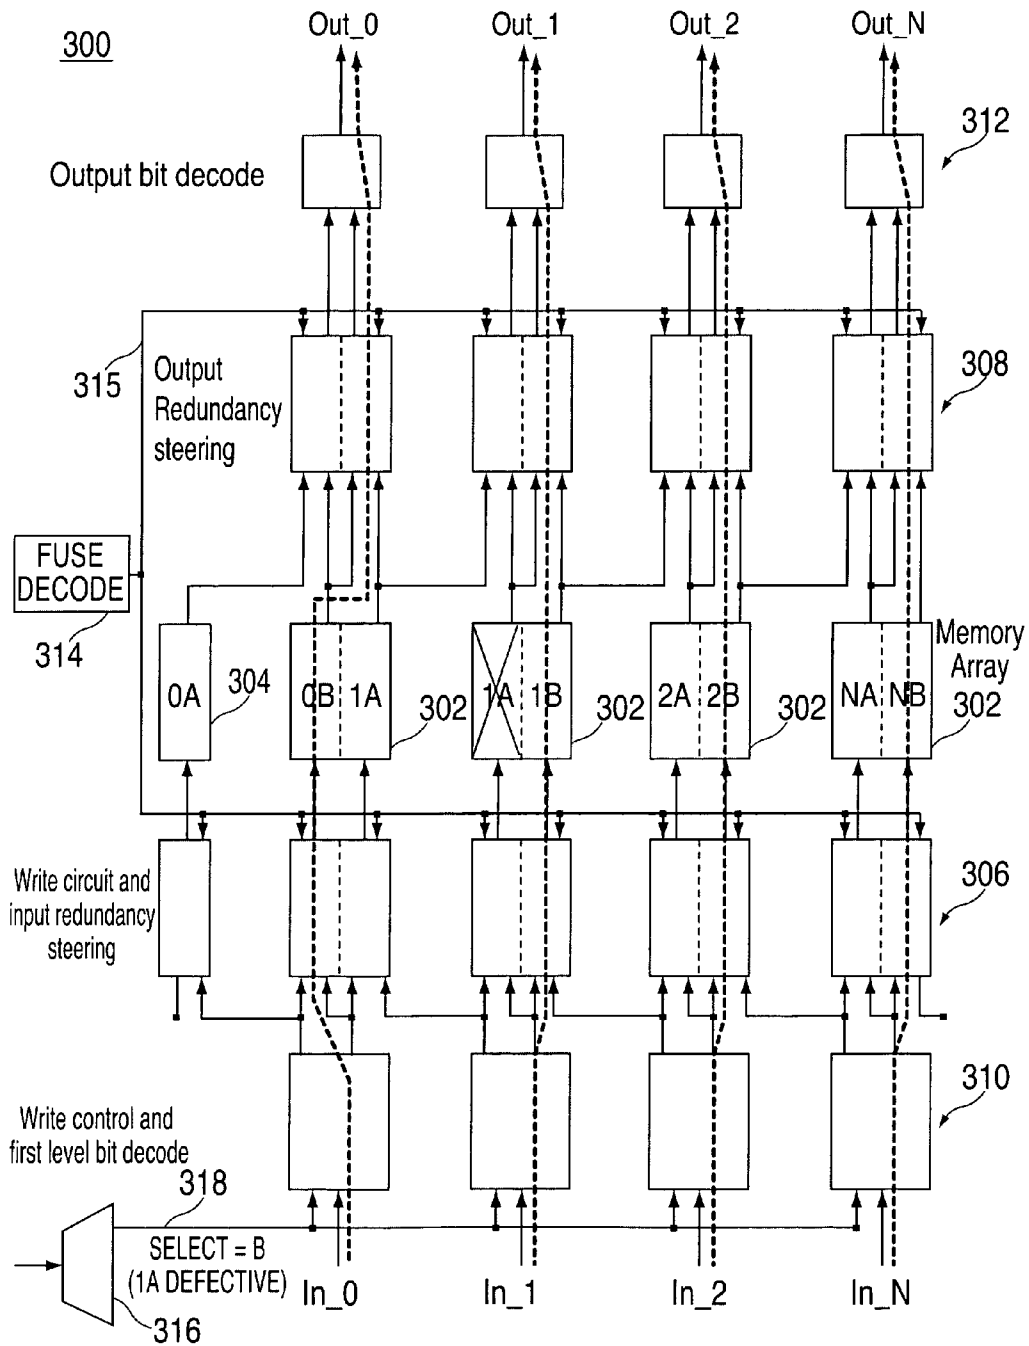 Out_0 Out_1 Out_2 Out_N
300
312
Output bit decode
315
Output
Redundancy
steering
308
FUSE
DECODE
314
0A
304
0B 1A
302
1A 1B
302
2A 2B
302
NA NB
Memory
Array
302
Write circuit and
input redundancy
steering
306
310
Write control and
first level bit decode
318
SELECT = B
(1A DEFECTIVE)
316
In_0 In_1 In_2 In_N